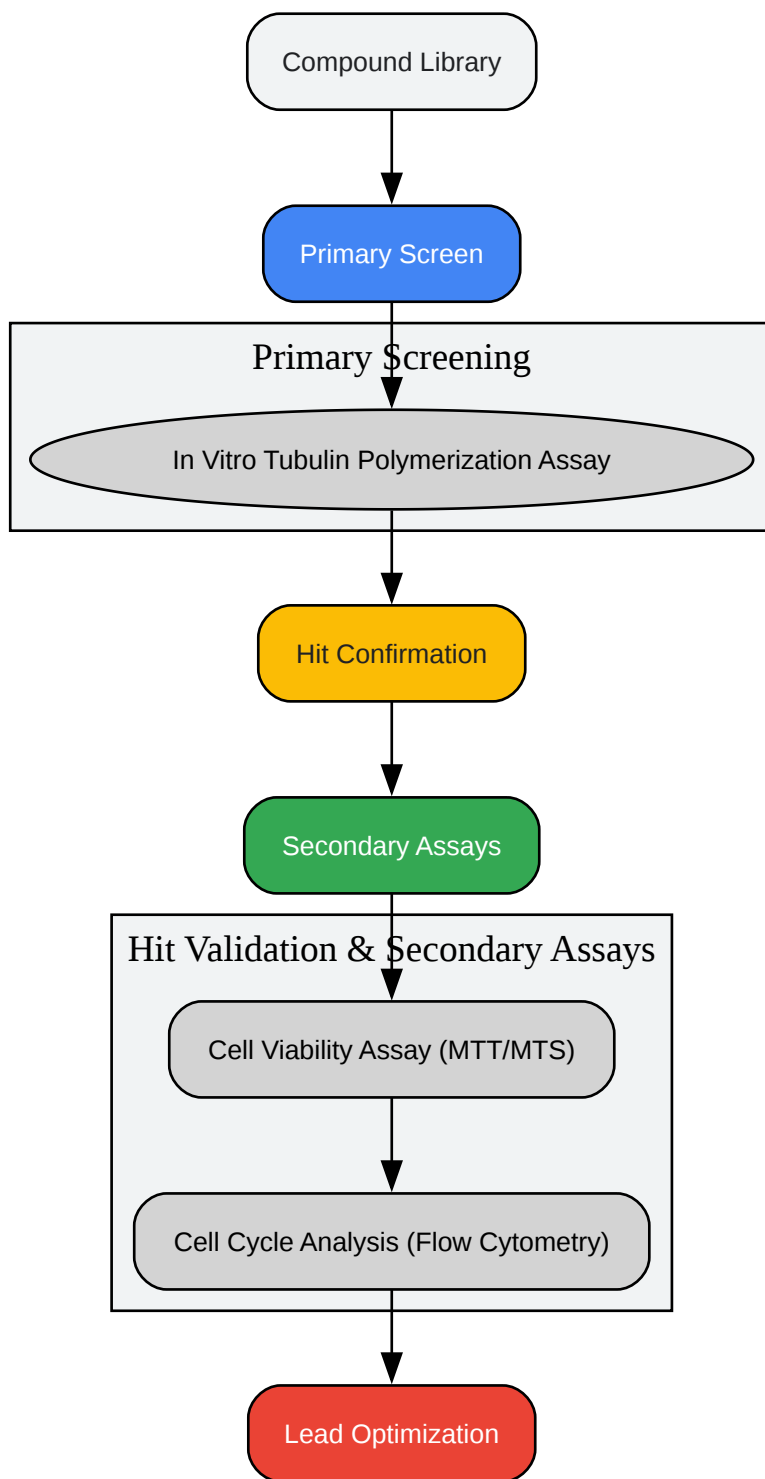 Compound Library
Primary Screen
Primary Screening
In Vitro Tubulin Polymerization Assay
Hit Confirmation
Secondary Assays
Hit Validation & Secondary Assays
Cell Viability Assay (MTT/MTS)
Cell Cycle Analysis (Flow Cytometry)
Lead Optimization